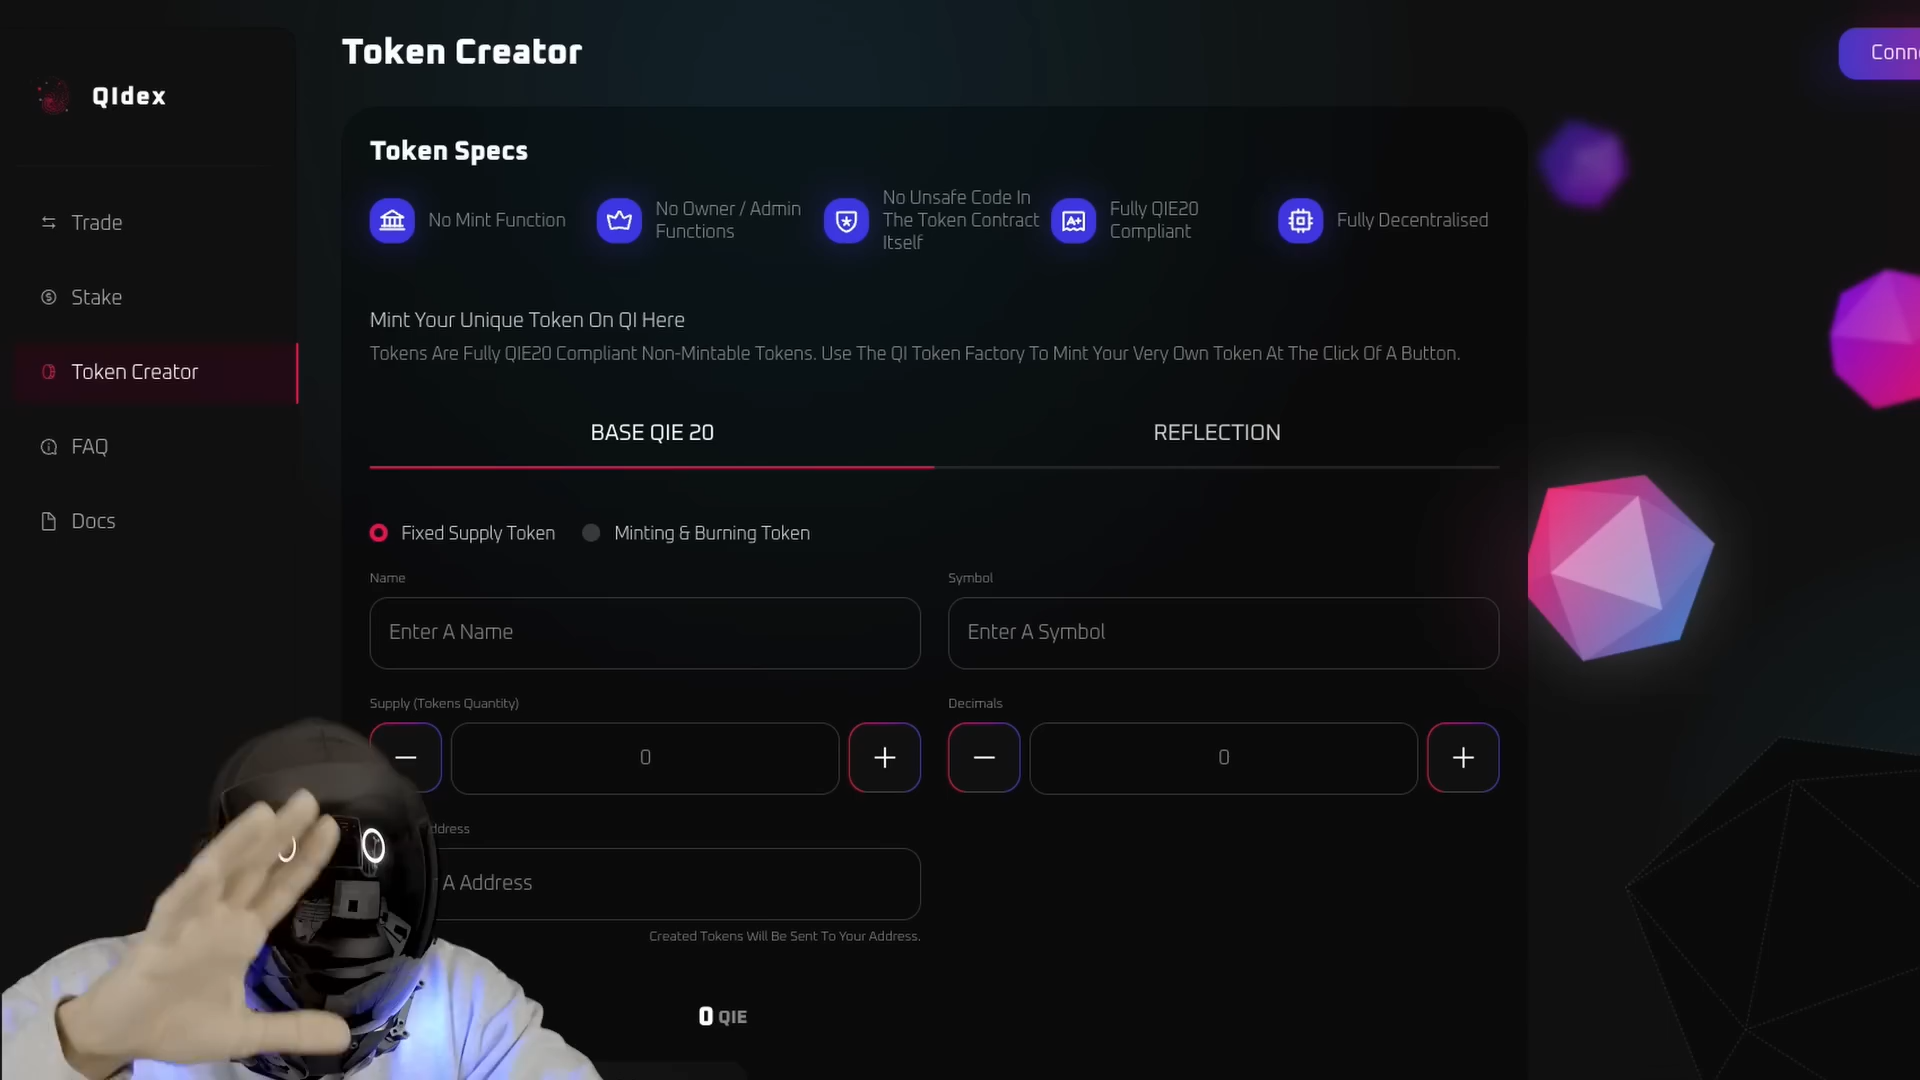 Token Creator
Conn
QIdex
Token Specs
No Mint Function
No Owner / Admin
Functions
No Unsafe Code In
The Token Contract
Itself
Fully QIE20
Compliant
Fully Decentralised
Trade
Stake
Token Creator
FAQ
Docs
Mint Your Unique Token On QI Here
Tokens Are Fully QIE20 Compliant Non-Mintable Tokens. Use The QI Token Factory To Mint Your Very Own Token At The Click Of A Button.
BASE QIE 20
REFLECTION
Fixed Supply Token
Minting & Burning Token
Name
Symbol
Enter A Name
Enter A Symbol
Supply (Tokens Quantity)
Decimals
0
0
ddress
A Address
Created Tokens Will Be Sent To Your Address.
0 QIE